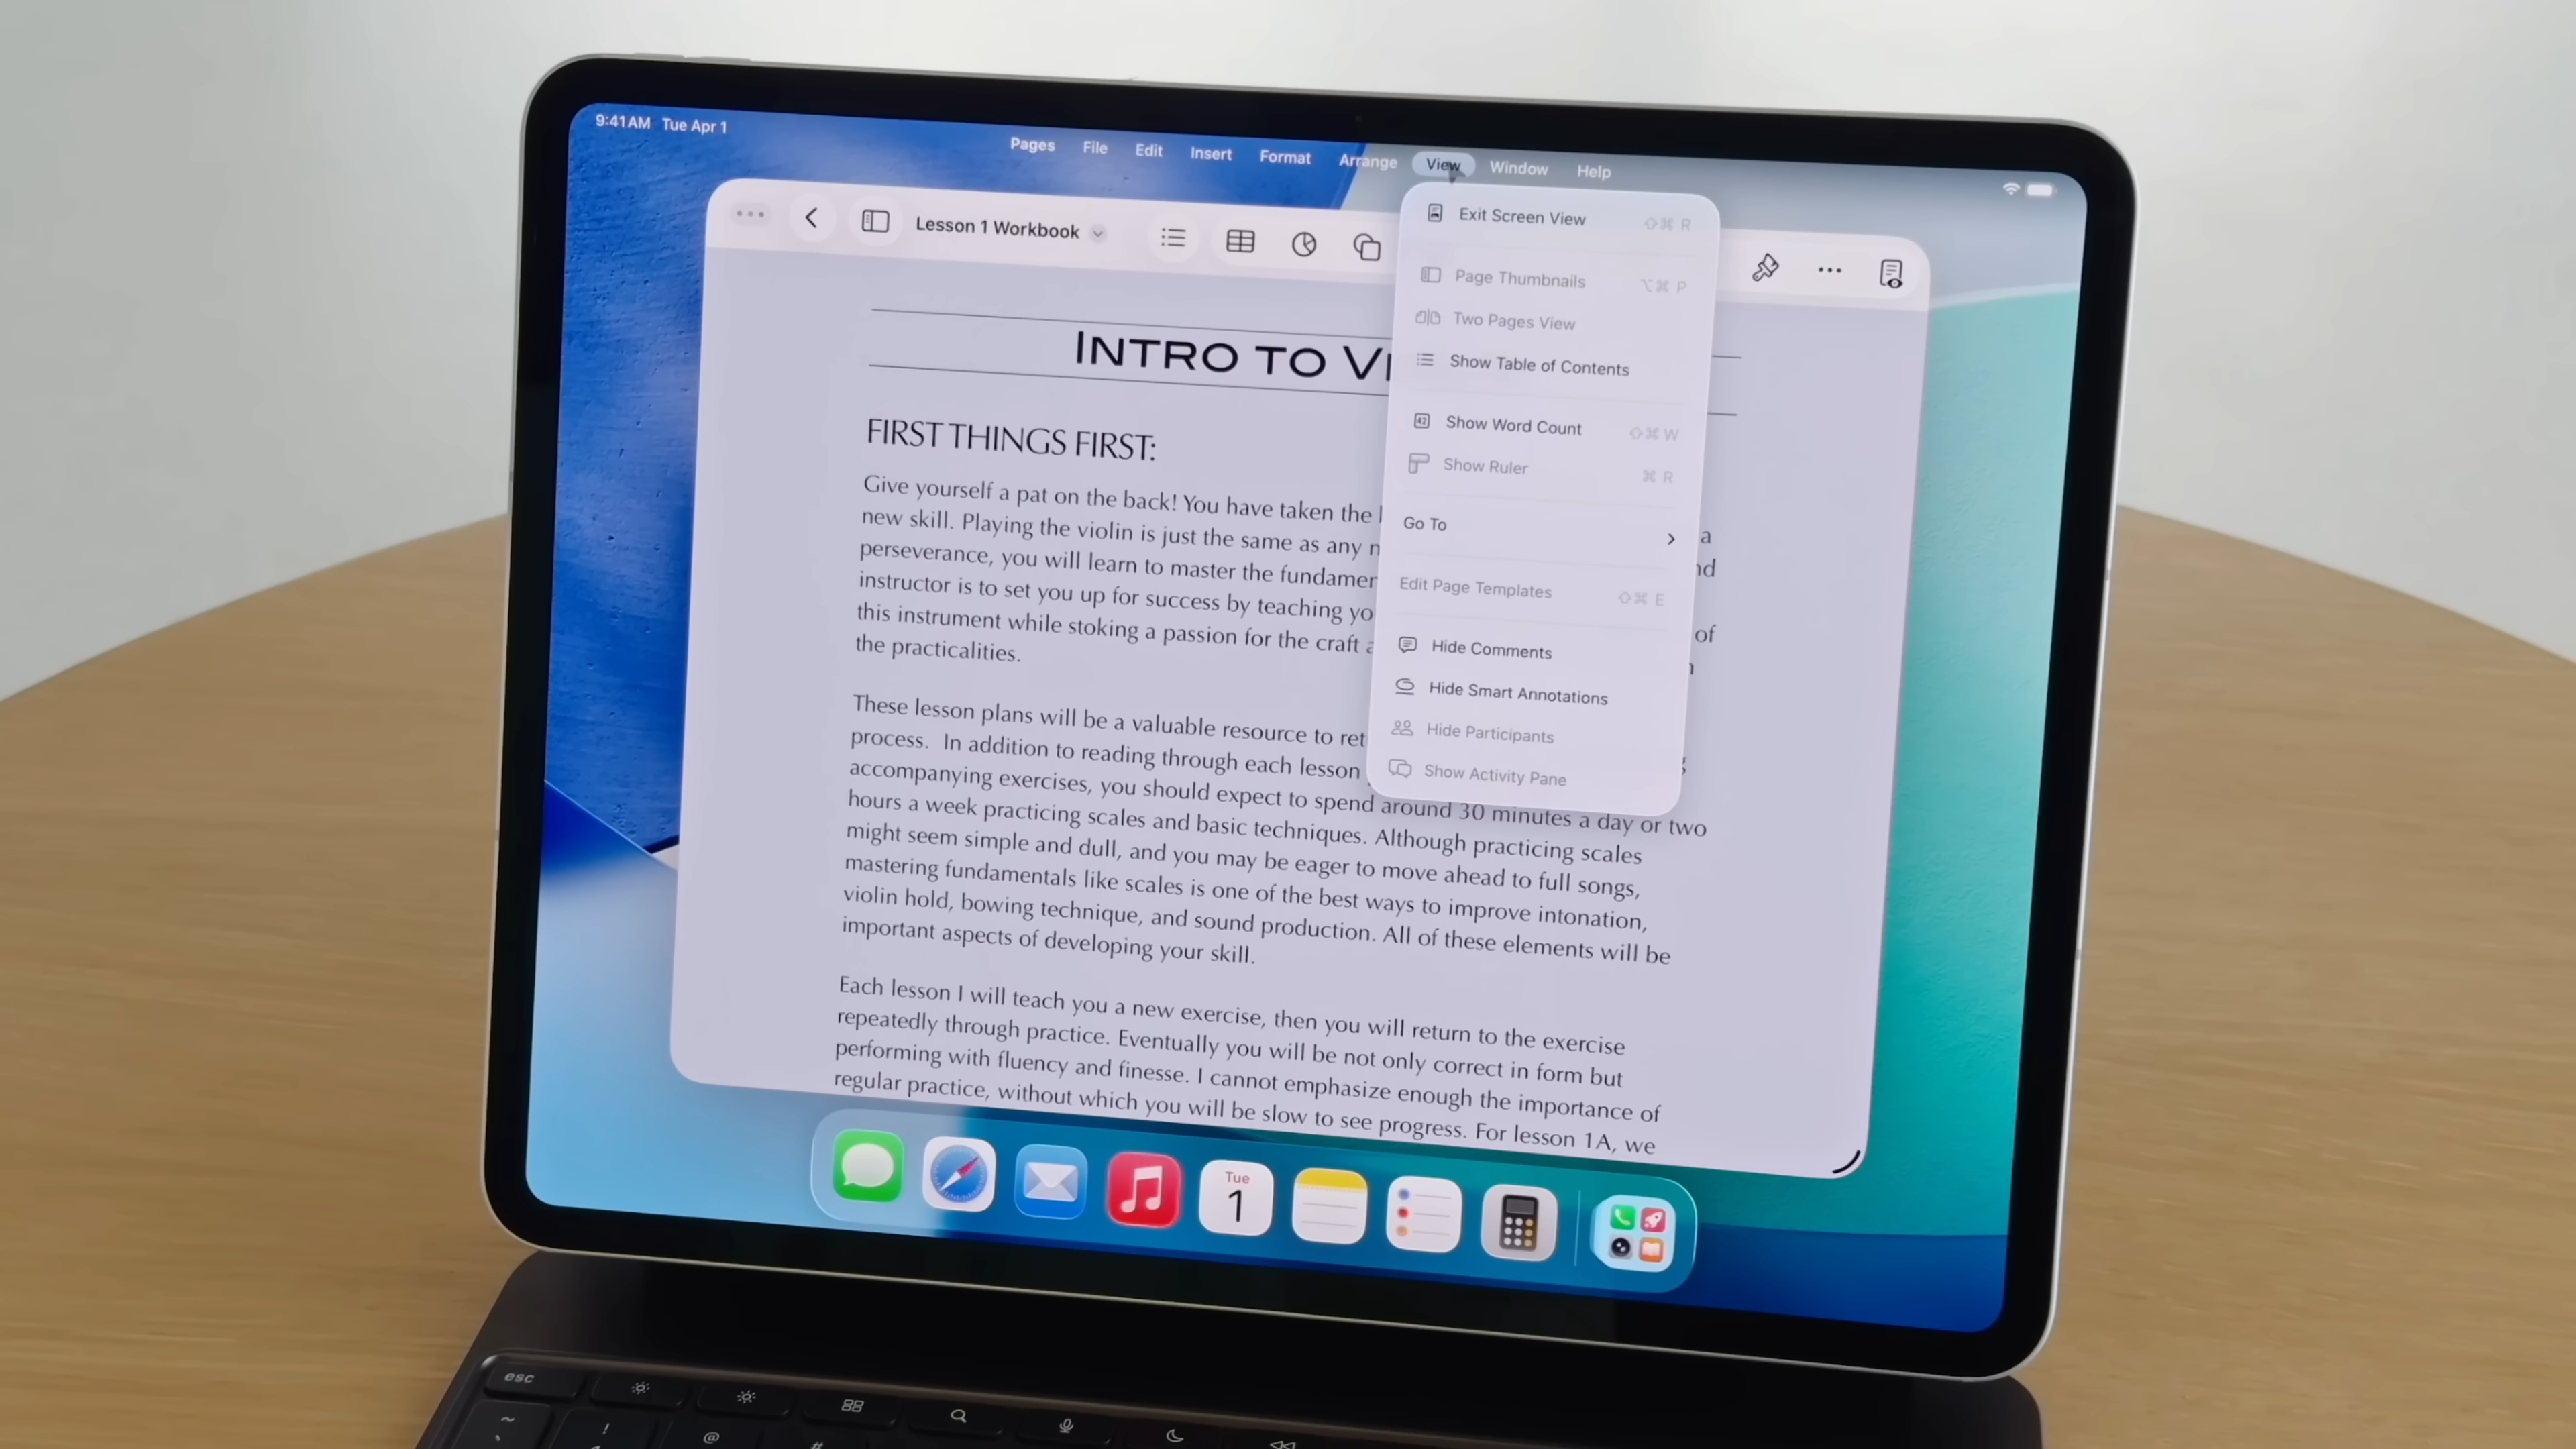 9:41 AM Tue Apr 1
Pages File Edit Insert Format Arrange View Window Help
Lesson 1 Workbook
Exit Screen View ⇧⌘ R
Page Thumbnails ⌥⌘ P
Two Pages View
Show Table of Contents
Show Word Count ⇧⌘ W
Show Ruler ⌘ R
Go To
Edit Page Templates ⇧⌘ E
Hide Comments
Hide Smart Annotations
Hide Participants
Show Activity Pane
INTRO TO
FIRST THINGS FIRST:
Give yourself a pat on the back! You have taken the a
new skill. Playing the violin is just the same as any
perseverance, you will learn to master the
instructor is to set you up for success by teaching of
this instrument while stoking a passion for the craft
the practicalities.
These lesson plans will be a valuable resource to
process. In addition to reading through each lesson
accompanying exercises, you should expect to spend around 30 minutes a day or two
hours a week practicing scales and basic techniques. Although practicing scales
might seem simple and dull, and you may be eager to move ahead to full songs,
mastering fundamentals like scales is one of the best ways to improve intonation,
violin hold, bowing technique, and sound production. All of these elements will be
important aspects of developing your skill.
Each lesson I will teach you a new exercise, then you will return to the exercise
repeatedly through practice. Eventually you will be not only correct in form but
performing with fluency and finesse. I cannot emphasize enough the importance of
regular practice, without which you will be slow to see progress. For lesson 1A, we
Tue
1
esc
~
!
@
#